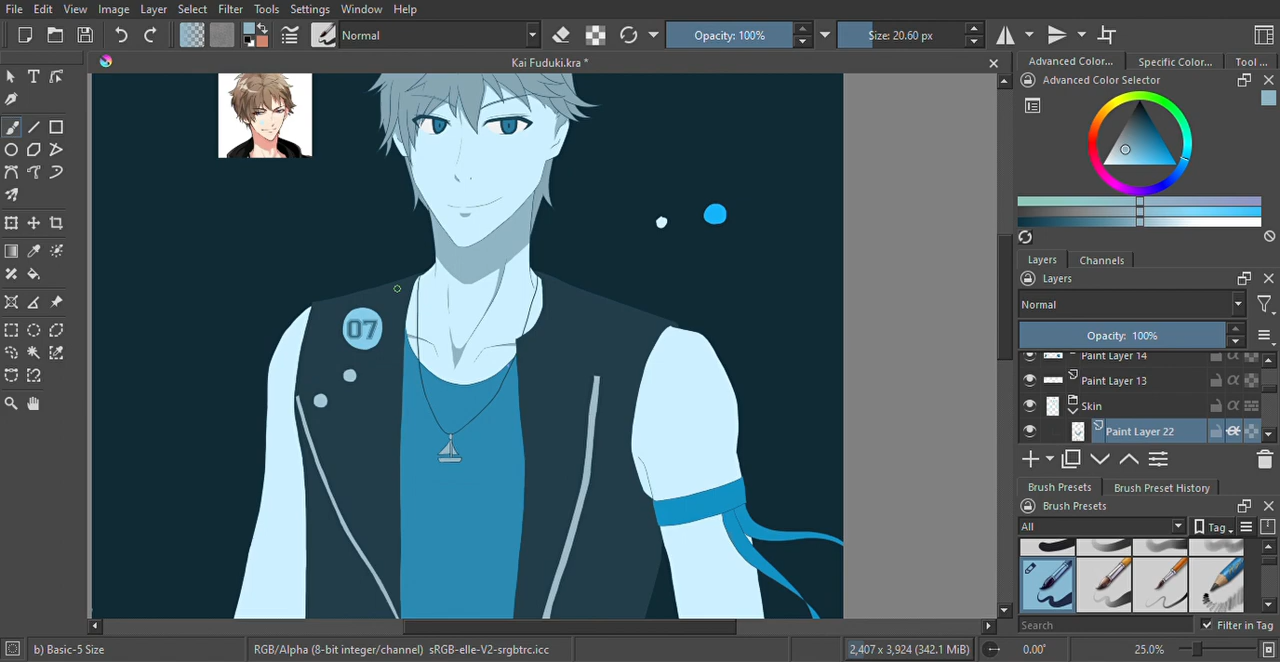 File Edit View Image Layer Select Filter Tools Settings Window Help
Normal Opacity: 100% Size: 20.60 px
Kai Fuduki.kra *
Advanced Color... Specific Color... Tool ...
Advanced Color Selector
07
Layers Channels
Layers
Normal
Opacity: 100%
Paint Layer 14
Paint Layer 13
Skin
Paint Layer 22
Brush Presets Brush Preset History
Brush Presets
All Tag
Search Filter in Tag
b) Basic-5 Size RGB/Alpha (8-bit integer/channel) sRGB-elle-V2-srgbtrc.icc 2,407 x 3,924 (342.1 MiB) 0.00° 25.0%